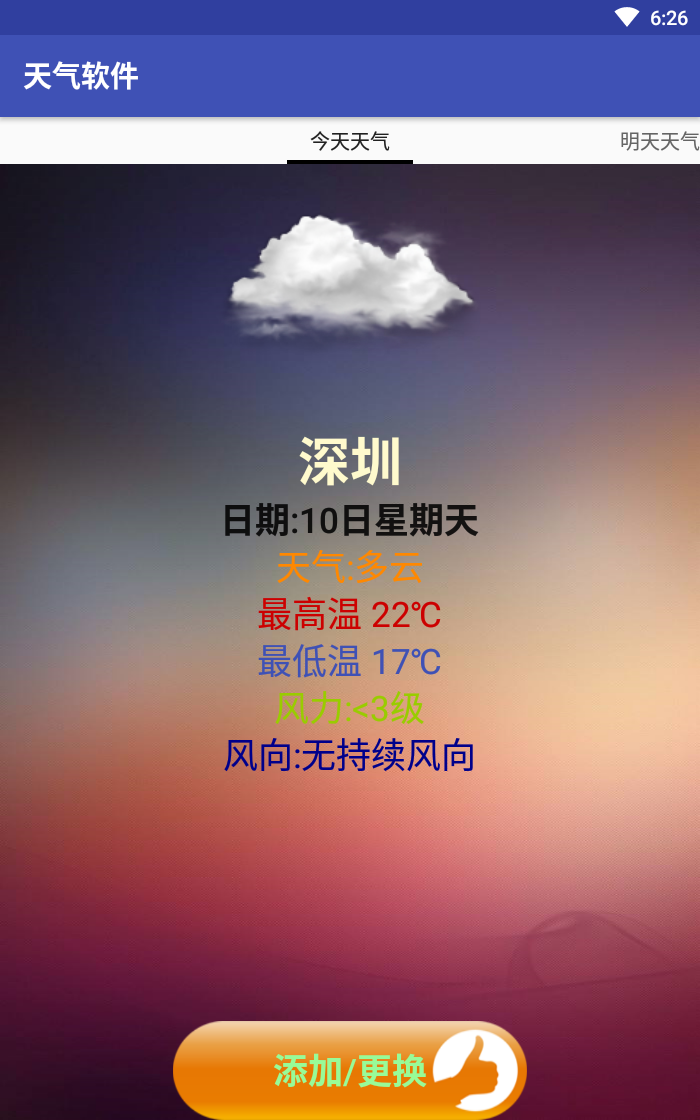 6:26
天气软件
今天天气
明天天气
深圳
日期:10日星期天
天气:多云
最高温 22℃
最低温 17℃
风力:<3级
风向:无持续风向
添加/更换